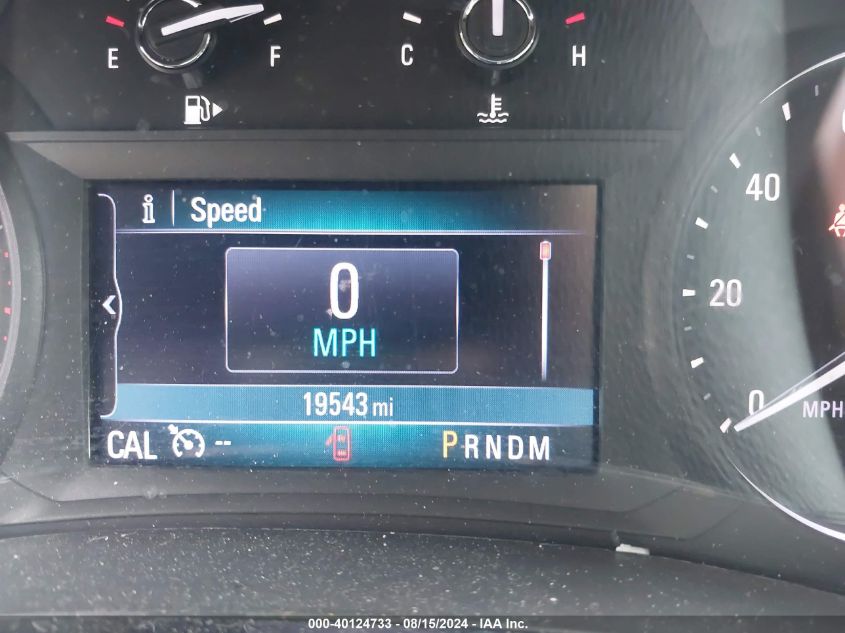 E F C H
i Speed
0
MPH
19543 mi
CAL --
PRNDM
40
20
0
MPH
000-40124733 - 08/15/2024 - IAA Inc.